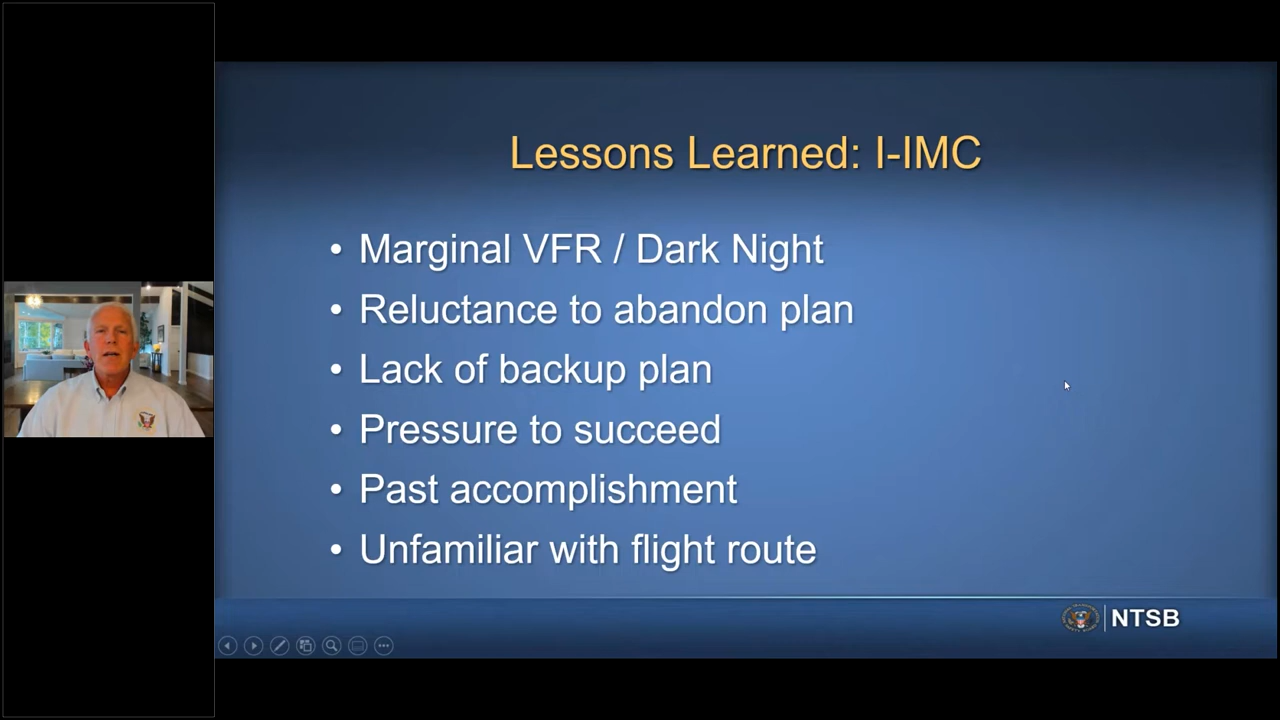 Lessons Learned: I-IMC
• Marginal VFR / Dark Night
• Reluctance to abandon plan
• Lack of backup plan
• Pressure to succeed
• Past accomplishment
• Unfamiliar with flight route
NTSB